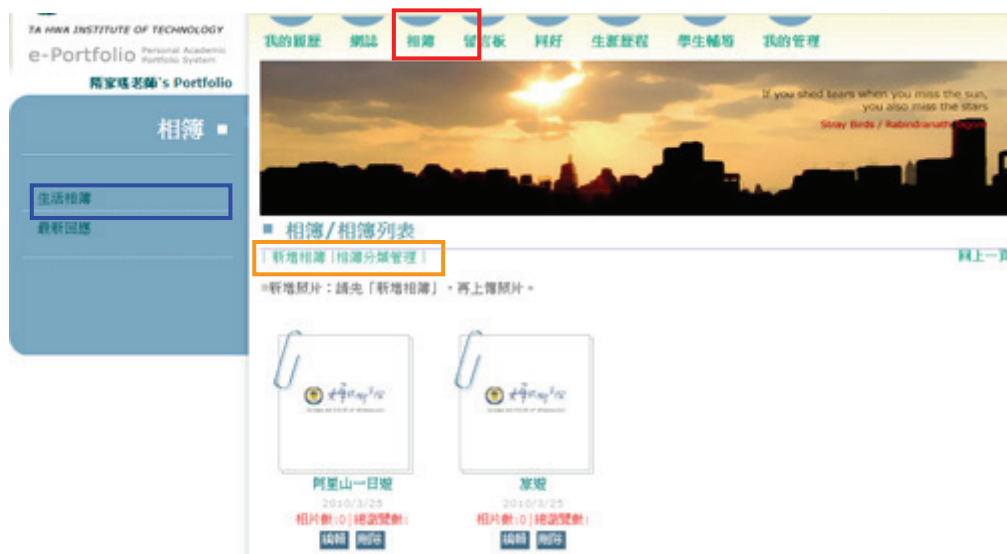 TA HWA INSTITUTE OF TECHNOLOGY
e-Portfolio Personal Academic Portfolio System
老師's Portfolio
我的履歷 網誌 相簿 留言板 同好 生涯歷程 學生輔導 我的管理
If you shed tears when you miss the sun,
you also miss the stars
Stray Birds / Rabindranath Tagore
相簿
生活相簿
最新回應
相簿/相簿列表
| 新增相簿 |相簿分類管理 |
回上一頁
※新增照片：請先「新增相簿」，再上傳照片。
阿里山一日遊
2010/3/25
相片數:0|總瀏覽數:
編輯 刪除
旅遊
2010/3/25
相片數:0|總瀏覽數:
編輯 刪除